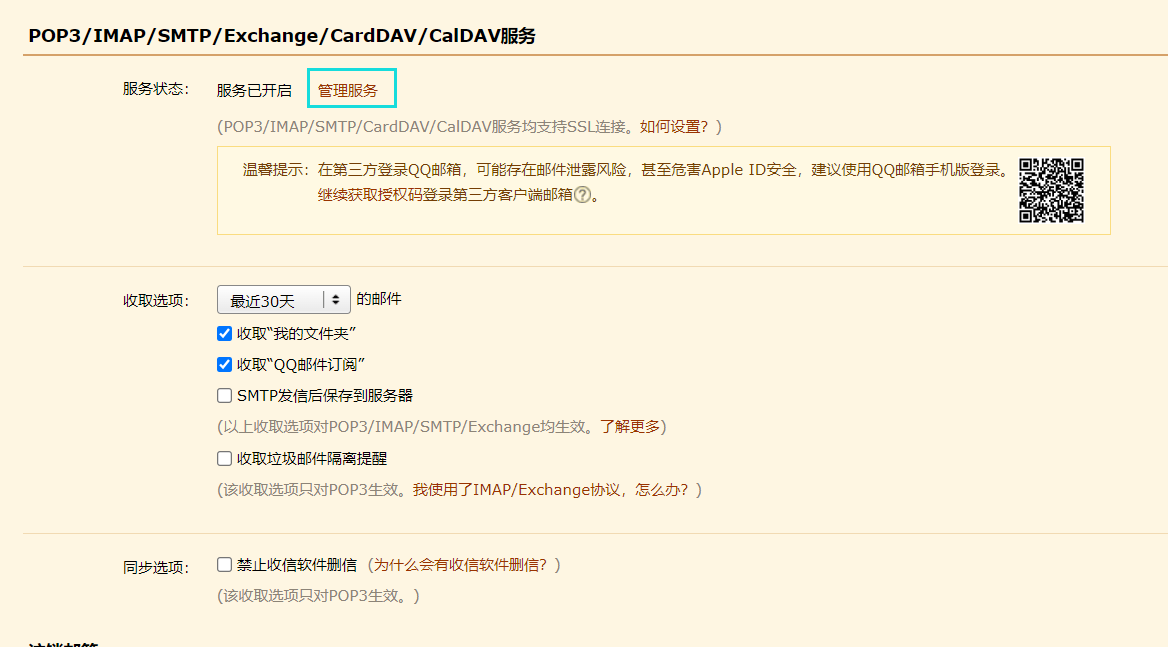 POP3/IMAP/SMTP/Exchange/CardDAV/CalDAV服务
服务状态： 服务已开启 管理服务
(POP3/IMAP/SMTP/CardDAV/CalDAV服务均支持SSL连接。如何设置？)
温馨提示：在第三方登录QQ邮箱，可能存在邮件泄露风险，甚至危害Apple ID安全，建议使用QQ邮箱手机版登录。
继续获取授权码登录第三方客户端邮箱?。
收取选项： 最近30天 的邮件
收取“我的文件夹”
收取“QQ邮件订阅”
SMTP发信后保存到服务器
(以上收取选项对POP3/IMAP/SMTP/Exchange均生效。了解更多)
收取垃圾邮件隔离提醒
(该收取选项只对POP3生效。我使用了IMAP/Exchange协议，怎么办？)
同步选项： 禁止收信软件删信 (为什么会有收信软件删信？)
(该收取选项只对POP3生效。)